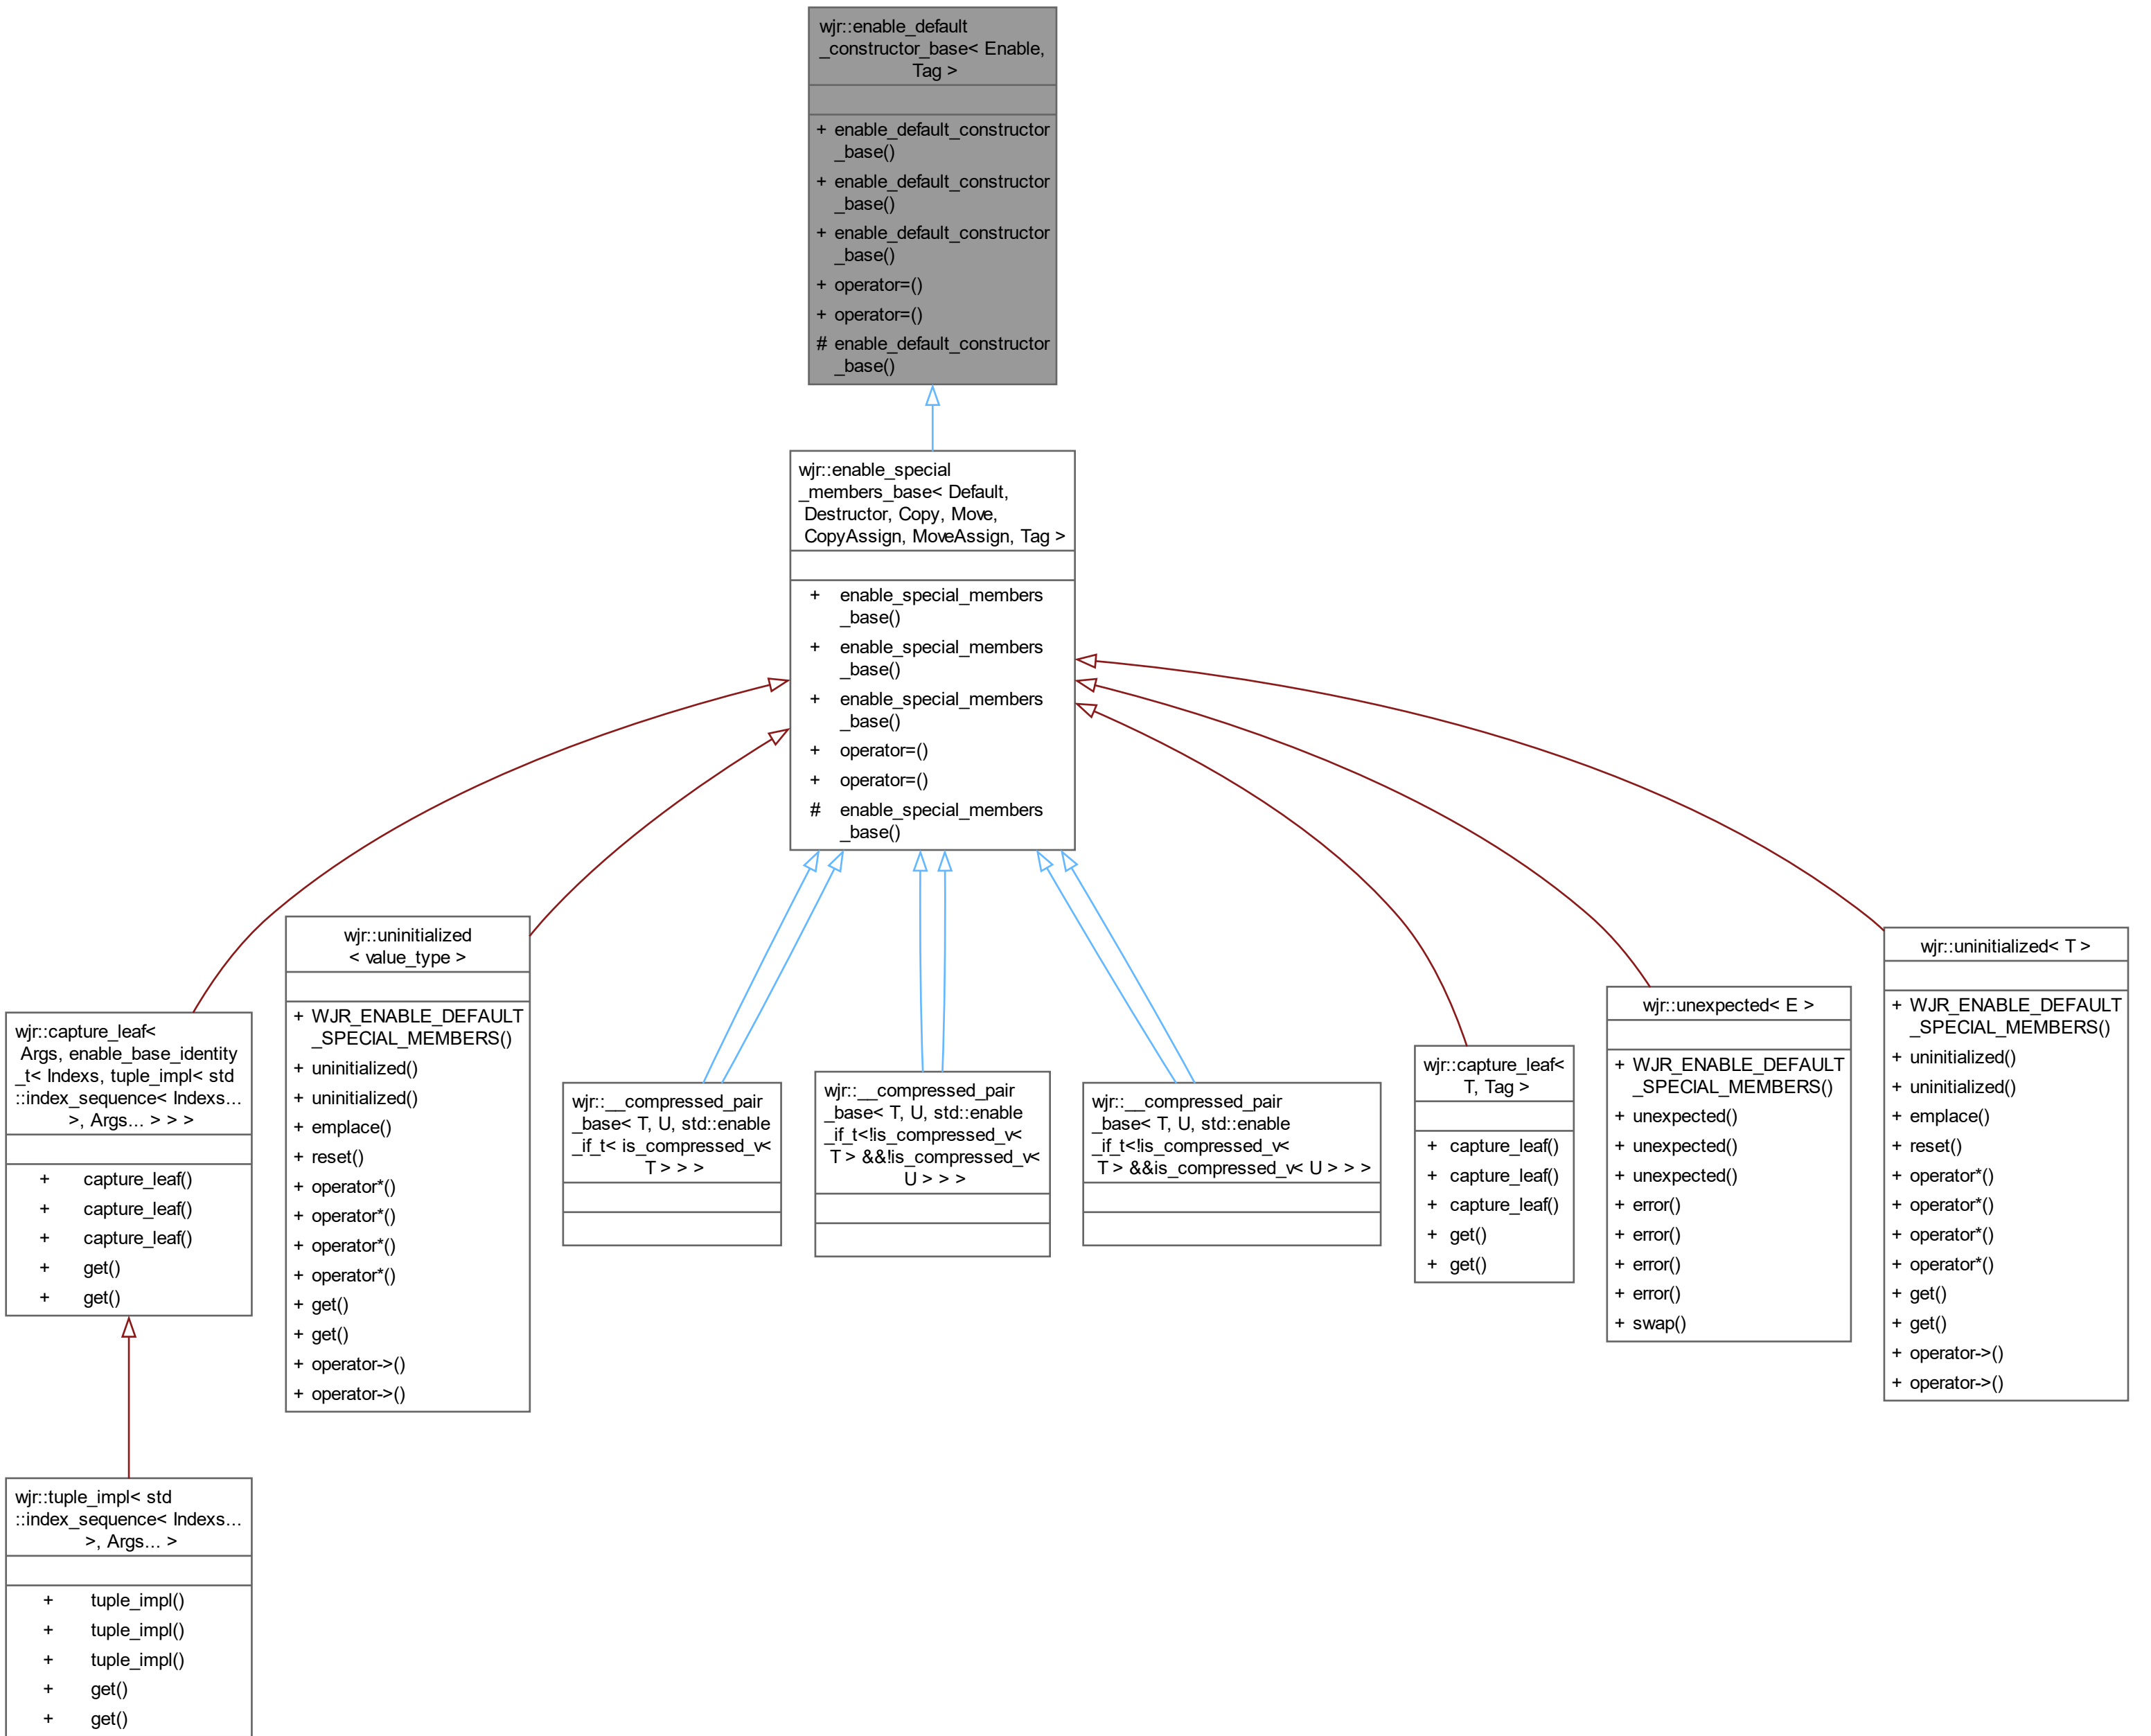 wjr::enable_default
_constructor_base< Enable,
Tag >
+ enable_default_constructor
_base()
+ enable_default_constructor
_base()
+ enable_default_constructor
_base()
+ operator=()
+ operator=()
# enable_default_constructor
_base()
wjr::enable_special
_members_base< Default,
Destructor, Copy, Move,
CopyAssign, MoveAssign, Tag >
+ enable_special_members
_base()
+ enable_special_members
_base()
+ enable_special_members
_base()
+ operator=()
+ operator=()
# enable_special_members
_base()
wjr::capture_leaf<
Args, enable_base_identity
_t< Indexs, tuple_impl< std
::index_sequence< Indexs...
>, Args... > > >
+ capture_leaf()
+ capture_leaf()
+ capture_leaf()
+ get()
+ get()
wjr::uninitialized
< value_type >
+ WJR_ENABLE_DEFAULT
_SPECIAL_MEMBERS()
+ uninitialized()
+ uninitialized()
+ emplace()
+ reset()
+ operator*()
+ operator*()
+ operator*()
+ operator*()
+ get()
+ get()
+ operator->()
+ operator->()
wjr::__compressed_pair
_base< T, U, std::enable
_if_t< is_compressed_v<
T > > >
wjr::__compressed_pair
_base< T, U, std::enable
_if_t<!is_compressed_v<
T > &&!is_compressed_v<
U > > >
wjr::__compressed_pair
_base< T, U, std::enable
_if_t<!is_compressed_v<
T > &&is_compressed_v< U > > >
wjr::capture_leaf<
T, Tag >
+ capture_leaf()
+ capture_leaf()
+ capture_leaf()
+ get()
+ get()
wjr::unexpected< E >
+ WJR_ENABLE_DEFAULT
_SPECIAL_MEMBERS()
+ unexpected()
+ unexpected()
+ unexpected()
+ error()
+ error()
+ error()
+ error()
+ swap()
wjr::uninitialized< T >
+ WJR_ENABLE_DEFAULT
_SPECIAL_MEMBERS()
+ uninitialized()
+ uninitialized()
+ emplace()
+ reset()
+ operator*()
+ operator*()
+ operator*()
+ operator*()
+ get()
+ get()
+ operator->()
+ operator->()
wjr::tuple_impl< std
::index_sequence< Indexs...
>, Args... >
+ tuple_impl()
+ tuple_impl()
+ tuple_impl()
+ get()
+ get()